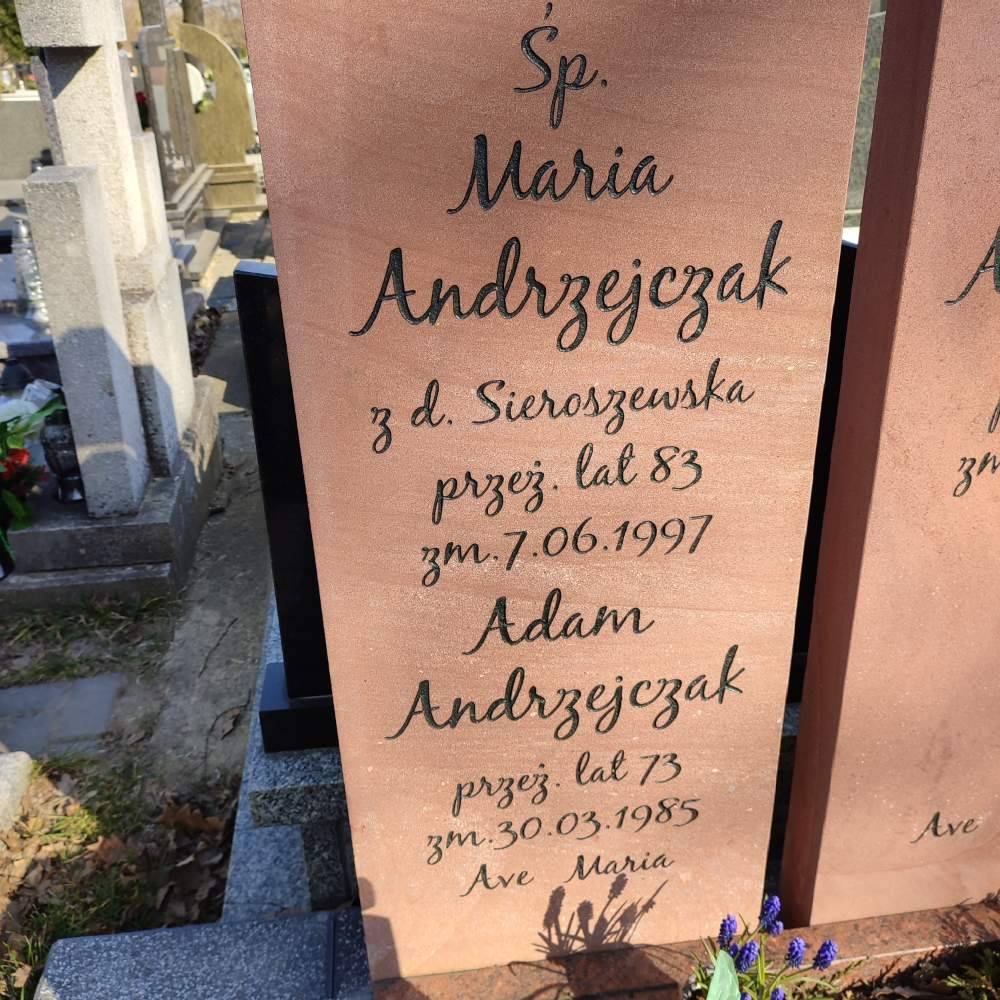 Śp.
Maria
Andrzejczak
z d. Sieroszewska
przeż. lat 83
zm. 7.06.1997
Adam
Andrzejczak
przeż. lat 73
zm. 30.03.1985
Ave Maria
zm
Ave